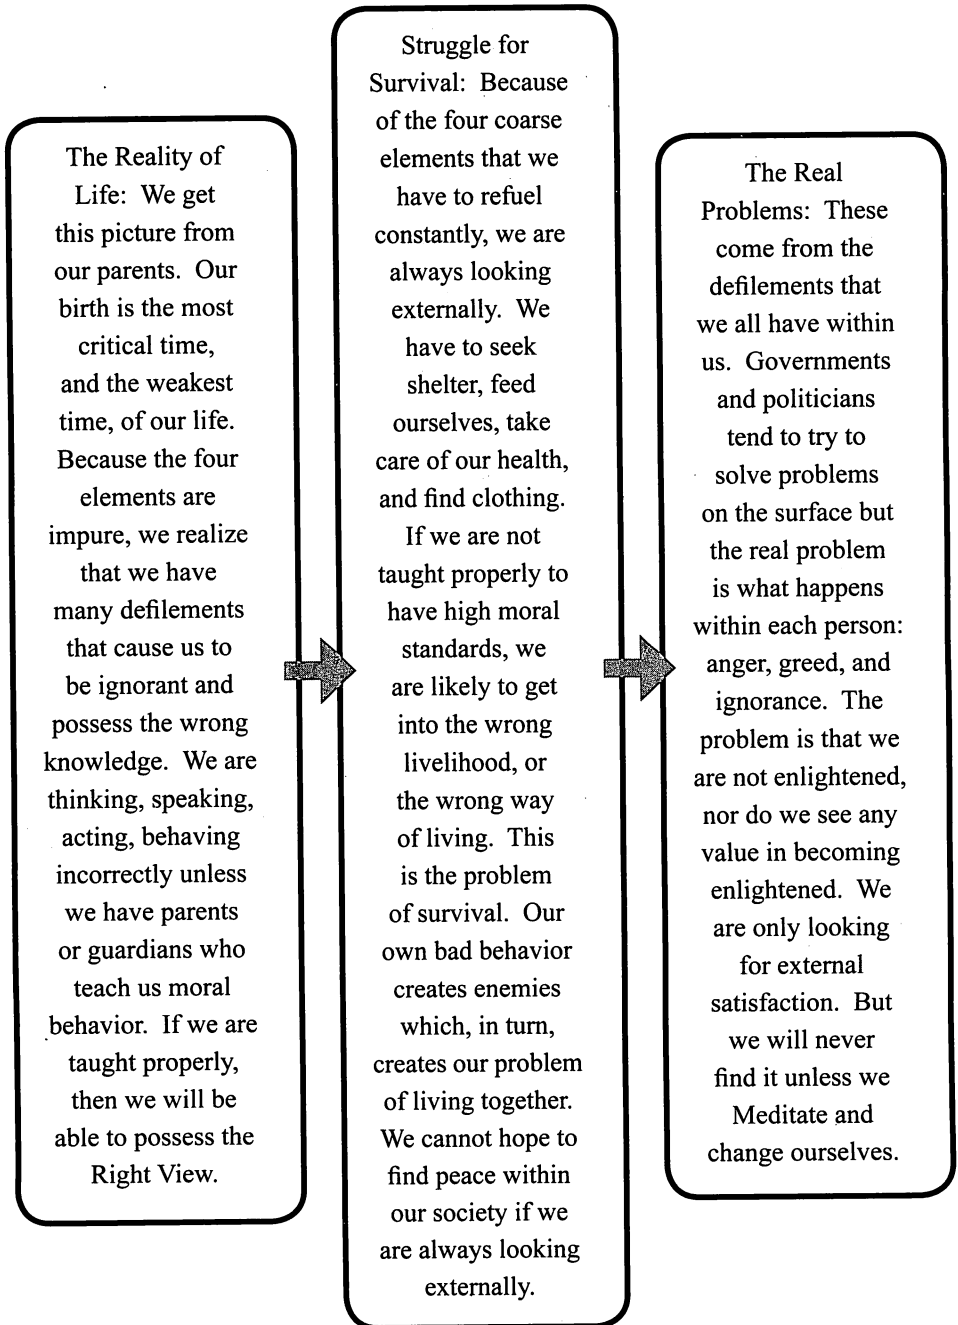 The Reality of
Life:  We get
this picture from
our parents.  Our
birth is the most
critical time,
and the weakest
time, of our life.
Because the four
elements are
impure, we realize
that we have
many defilements
that cause us to
be ignorant and
possess the wrong
knowledge.  We are
thinking, speaking,
acting, behaving
incorrectly unless
we have parents
or guardians who
teach us moral
behavior.  If we are
taught properly,
then we will be
able to possess the
Right View.
Struggle for
Survival:  Because
of the four coarse
elements that we
have to refuel
constantly, we are
always looking
externally.  We
have to seek
shelter, feed
ourselves, take
care of our health,
and find clothing.
If we are not
taught properly to
have high moral
standards, we
are likely to get
into the wrong
livelihood, or
the wrong way
of living.  This
is the problem
of survival.  Our
own bad behavior
creates enemies
which, in turn,
creates our problem
of living together.
We cannot hope to
find peace within
our society if we
are always looking
externally.
The Real
Problems:  These
come from the
defilements that
we all have within
us.  Governments
and politicians
tend to try to
solve problems
on the surface but
the real problem
is what happens
within each person:
anger, greed, and
ignorance.  The
problem is that we
are not enlightened,
nor do we see any
value in becoming
enlightened.  We
are only looking
for external
satisfaction.  But
we will never
find it unless we
Meditate and
change ourselves.